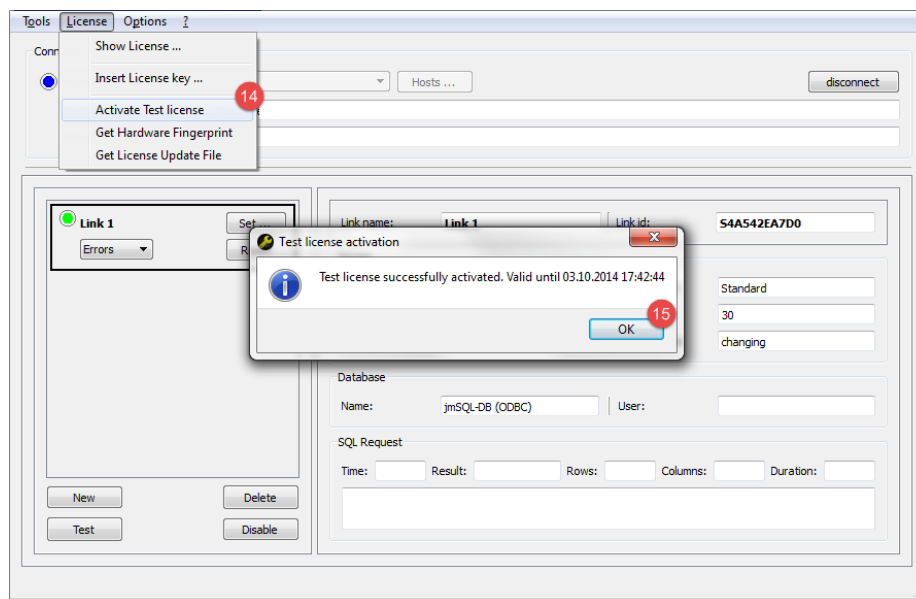 Tools License Options ?
Show License ...
Insert License key ...
Activate Test license
14
Get Hardware Fingerprint
Get License Update File
Hosts ...
disconnect
Link 1
Set ...
Errors
Link name:
Link 1
Link id:
S4A542EA7D0
Test license activation
Test license successfully activated. Valid until 03.10.2014 17:42:44
15
OK
Standard
30
changing
Database
Name:
jmSQL-DB (ODBC)
User:
SQL Request
Time:
Result:
Rows:
Columns:
Duration:
New
Delete
Test
Disable